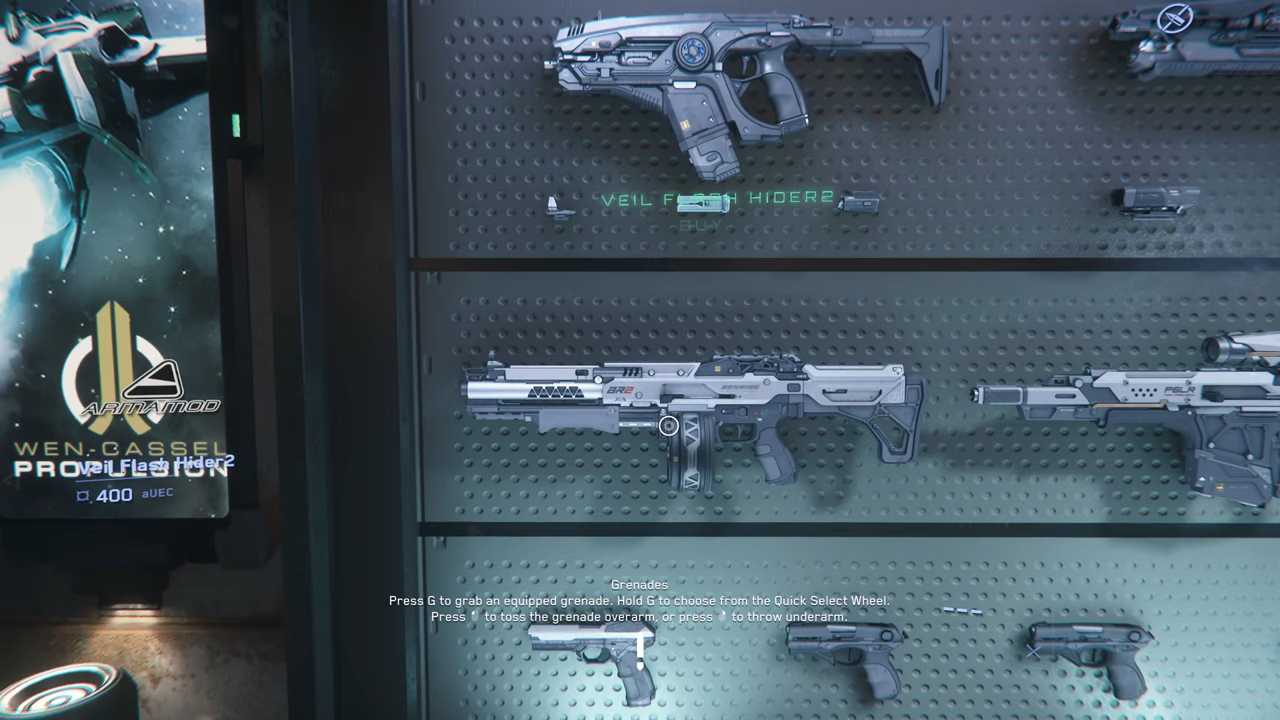 VEIL FLASH HIDER2
BUY
BR2
ARMAMOD
WEN-CASSEL
PROPULSION
Veil Flash Hider2
400 aUEC
Grenades
Press G to grab an equipped grenade. Hold G to choose from the Quick Select Wheel.
Press to toss the grenade overarm, or press to throw underarm.